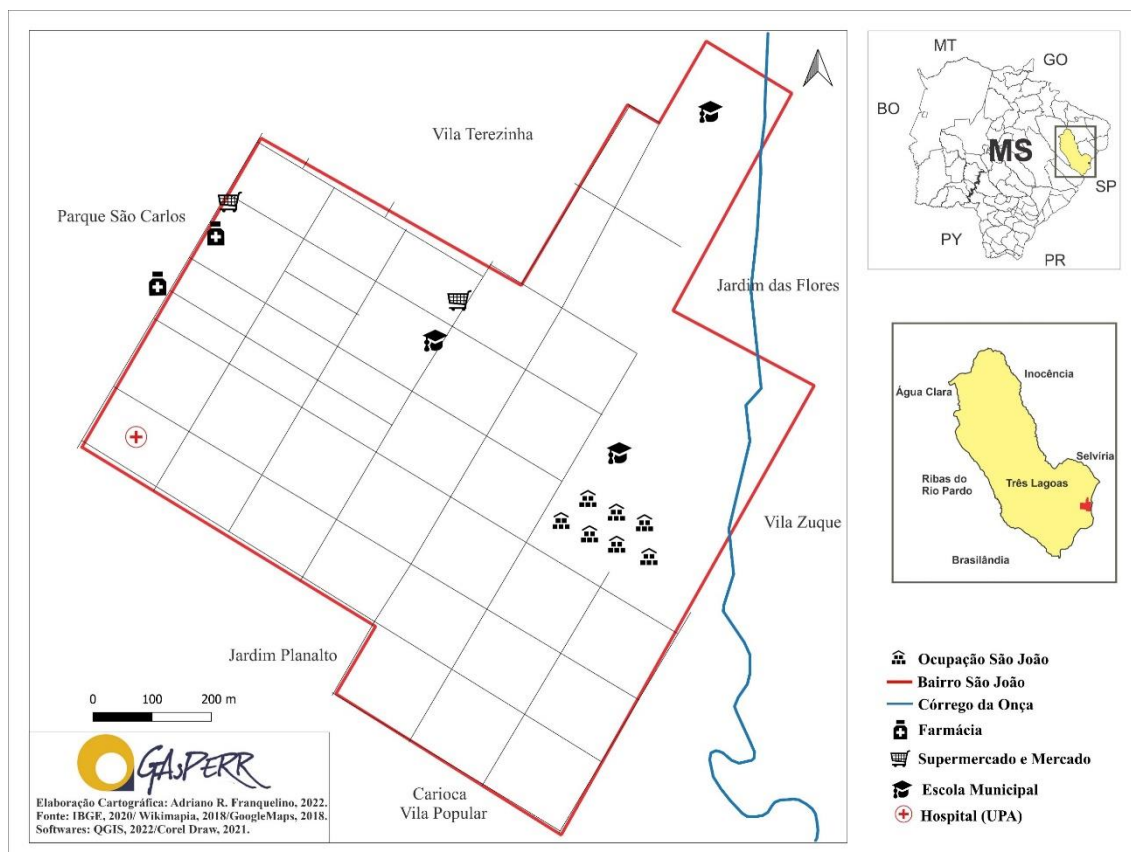 Vila Terezinha
Parque São Carlos
Jardim das Flores
Vila Zuque
Jardim Planalto
Carioca
Vila Popular
0 100 200 m
GAsPERR
Elaboração Cartográfica: Adriano R. Franquelino, 2022.
Fonte: IBGE, 2020/ Wikimapia, 2018/GoogleMaps, 2018.
Softwares: QGIS, 2022/Corel Draw, 2021.
MT
GO
BO
MS
SP
PY
PR
Inocência
Água Clara
Selvíria
Ribas do
Rio Pardo
Três Lagoas
Brasilândia
Ocupação São João
Bairro São João
Córrego da Onça
Farmácia
Supermercado e Mercado
Escola Municipal
Hospital (UPA)